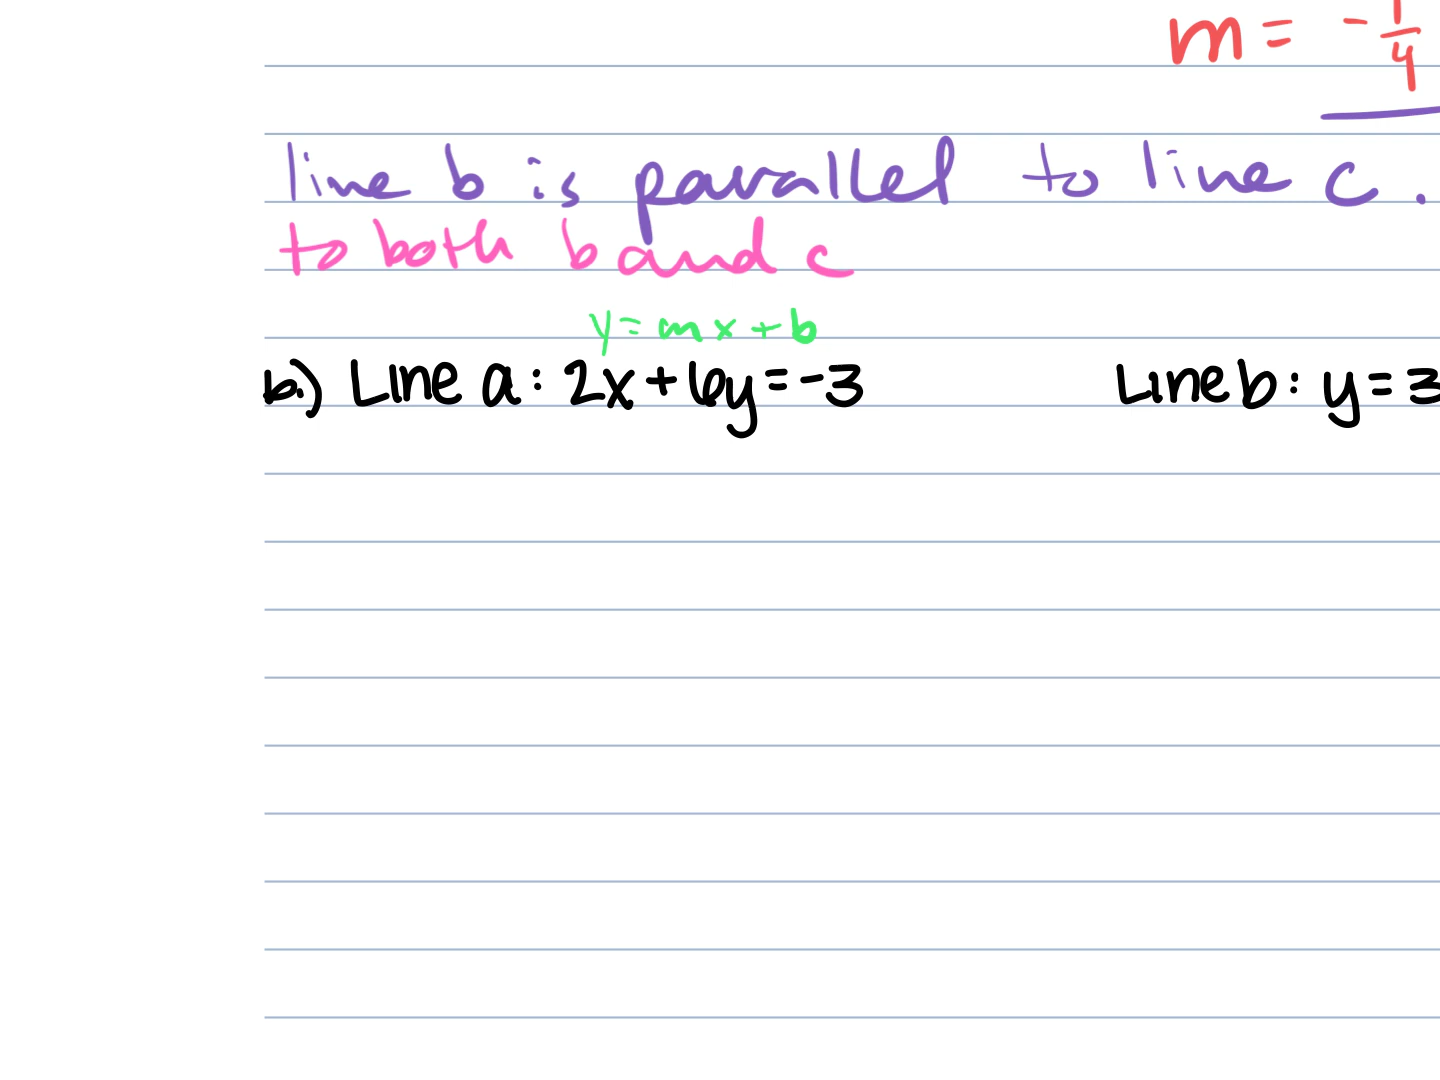 m = -1/4
line b is parallel to line c.
to both b and c
y = mx + b
b.) Line a: 2x + 6y = -3 Line b: y = 3